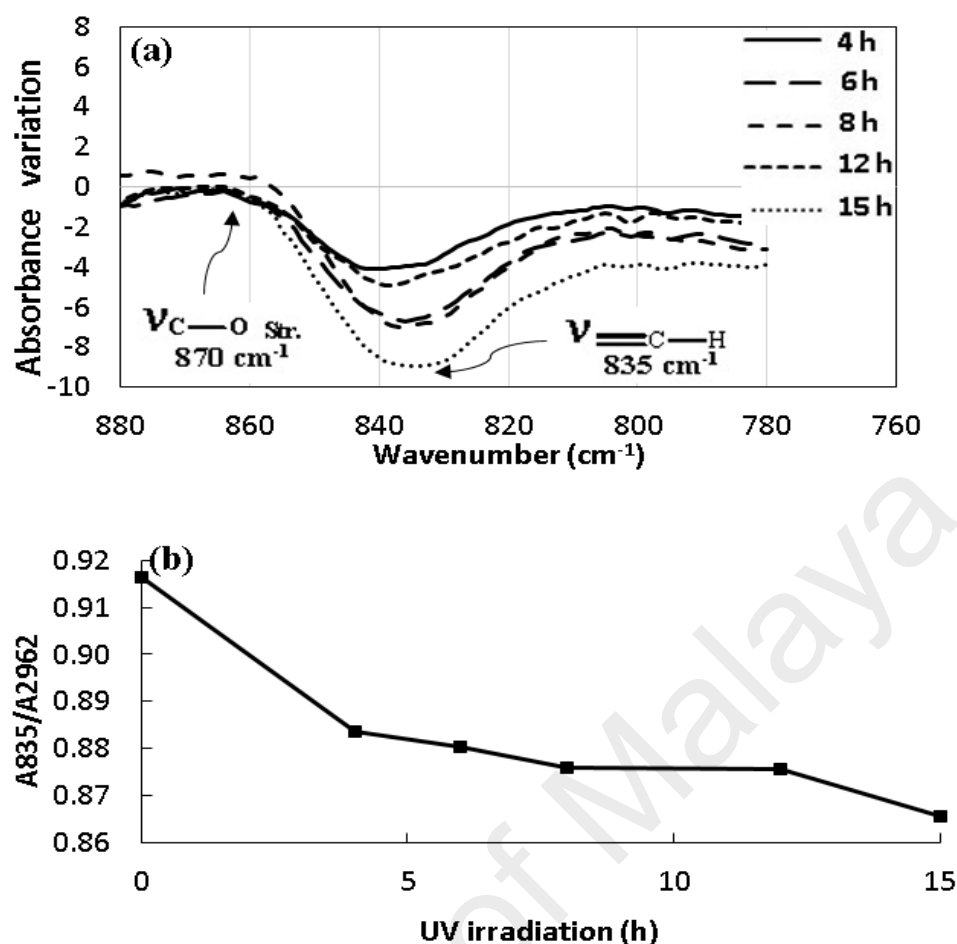 (a)
Absorbance variation
8
6
4
2
0
-2
-4
-6
-8
-10
4 h
6 h
8 h
12 h
15 h
νC—O Str.
870 cm⁻¹
ν═C—H
835 cm⁻¹
880 860 840 820 800 780 760
Wavenumber (cm⁻¹)
(b)
A835/A2962
0.92
0.91
0.90
0.89
0.88
0.87
0.86
0 5 10 15
UV irradiation (h)
of Malaya